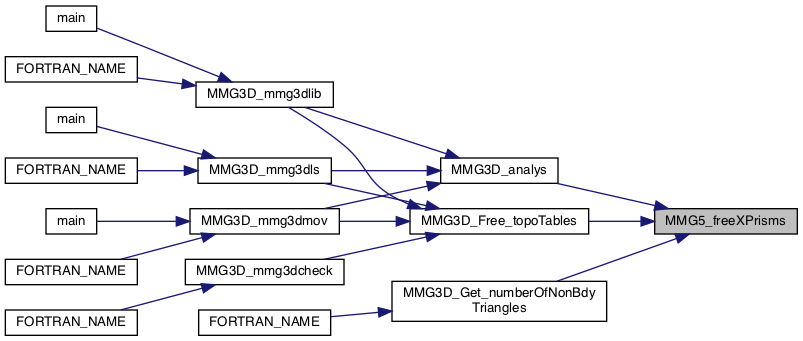 main
FORTRAN_NAME
MMG3D_mmg3dlib
main
FORTRAN_NAME
MMG3D_mmg3dls
MMG3D_analys
main
MMG3D_mmg3dmov
MMG3D_Free_topoTables
MMG5_freeXPrisms
FORTRAN_NAME
MMG3D_mmg3dcheck
MMG3D_Get_numberOfNonBdy
Triangles
FORTRAN_NAME
FORTRAN_NAME